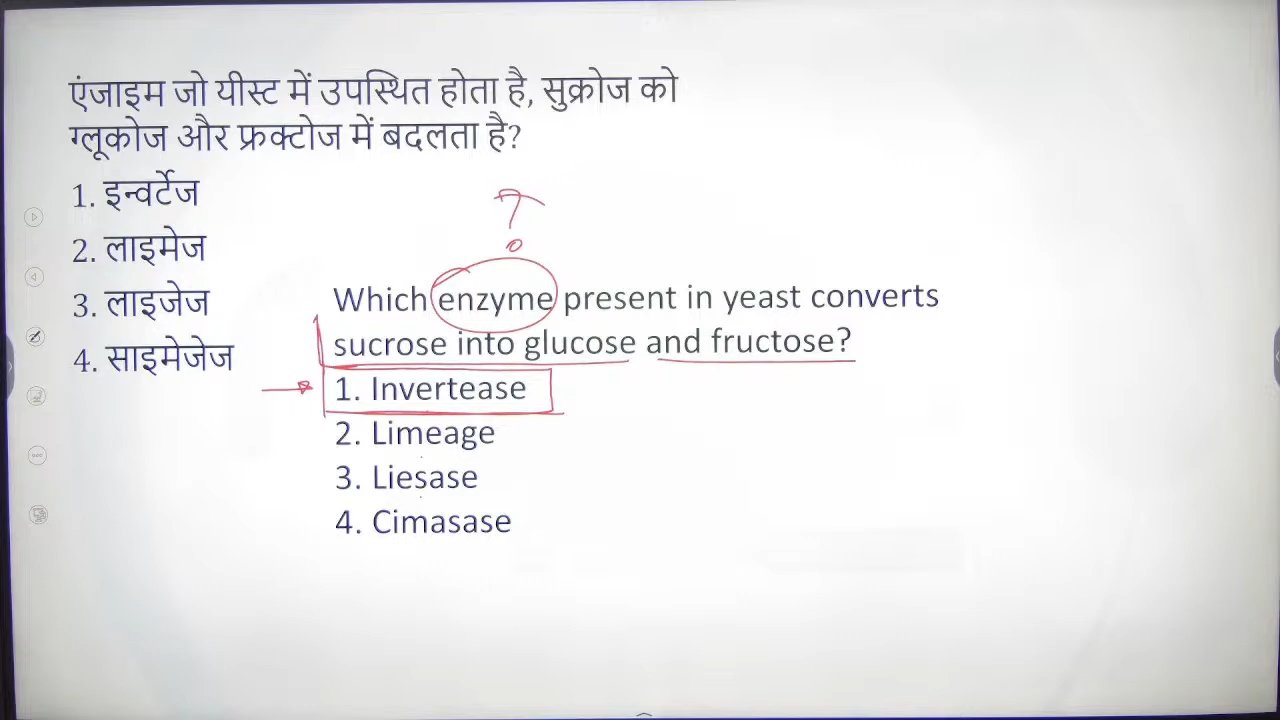 एंजाइम जो यीस्ट में उपस्थित होता है, सुक्रोज को
ग्लूकोज और फ्रक्टोज में बदलता है?
1. इन्वर्टेज
2. लाइमेज
3. लाइजेज
4. साइमेजेज
?
Which enzyme present in yeast converts
sucrose into glucose and fructose?
1. Invertease
2. Limeage
3. Liesase
4. Cimasase